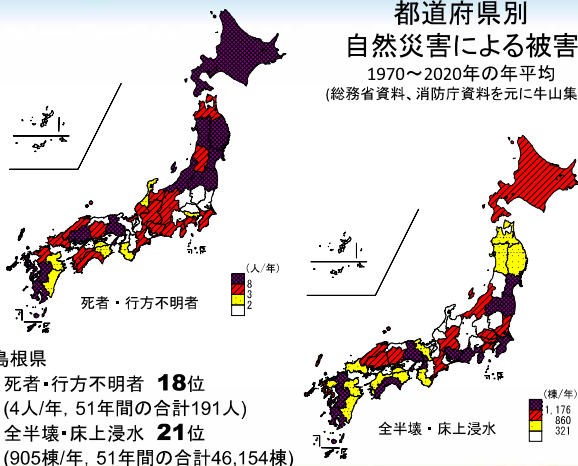 都道府県別
自然災害による被害
1970～2020年の年平均
(総務省資料、消防庁資料を元に牛山集
(人/年)
8
3
2
死者・行方不明者
島根県
死者・行方不明者 18位
(4人/年, 51年間の合計191人)
全半壊・床上浸水 21位
(905棟/年, 51年間の合計46,154棟)
(棟/年)
1,176
860
321
全半壊・床上浸水